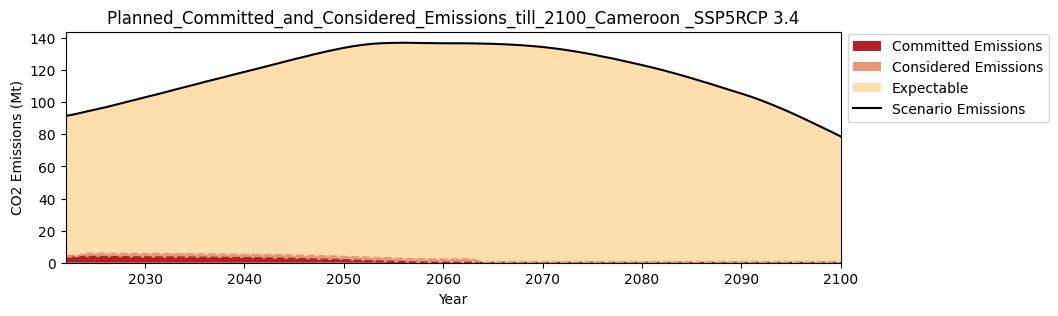 Planned_Committed_and_Considered_Emissions_till_2100_Cameroon _SSP5RCP 3.4
140
120
100
80
60
40
20
0
CO2 Emissions (Mt)
2030 2040 2050 2060 2070 2080 2090 2100
Year
Committed Emissions
Considered Emissions
Expectable
Scenario Emissions